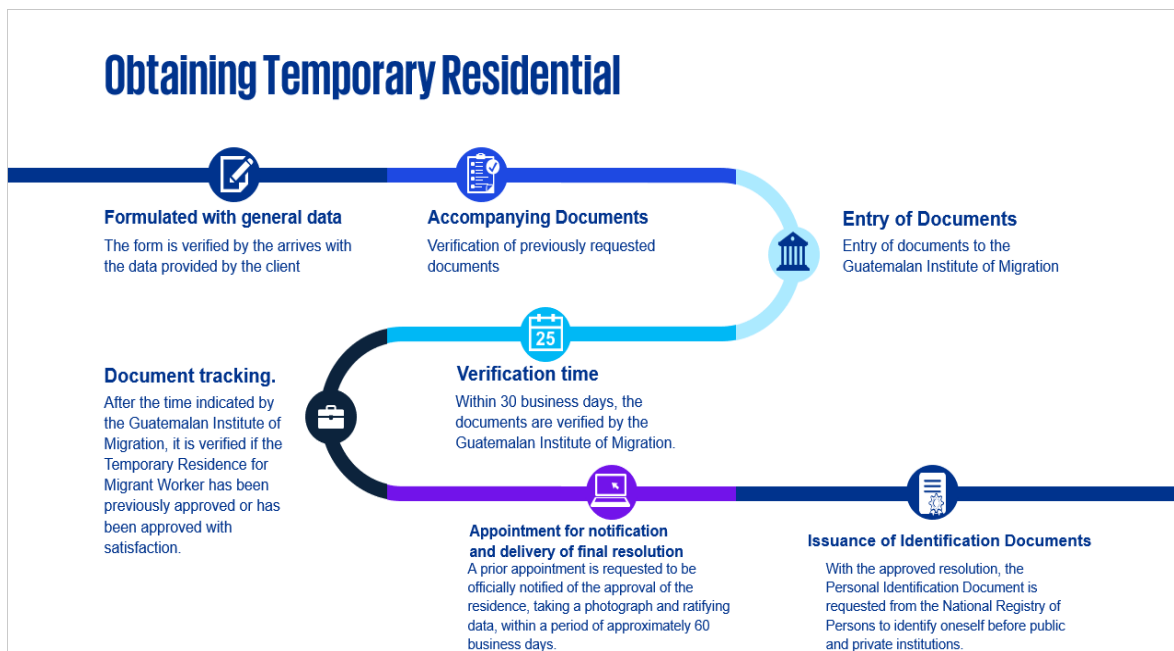 Obtaining Temporary Residential
Formulated with general data
The form is verified by the arrives with
the data provided by the client
Accompanying Documents
Verification of previously requested
documents
Entry of Documents
Entry of documents to the
Guatemalan Institute of Migration
25
Verification time
Within 30 business days, the
documents are verified by the
Guatemalan Institute of Migration.
Document tracking.
After the time indicated by
the Guatemalan Institute of
Migration, it is verified if the
Temporary Residence for
Migrant Worker has been
previously approved or has
been approved with
satisfaction.
Appointment for notification
and delivery of final resolution
A prior appointment is requested to be
officially notified of the approval of the
residence, taking a photograph and ratifying
data, within a period of approximately 60
business days.
Issuance of Identification Documents
With the approved resolution, the
Personal Identification Document is
requested from the National Registry of
Persons to identify oneself before public
and private institutions.